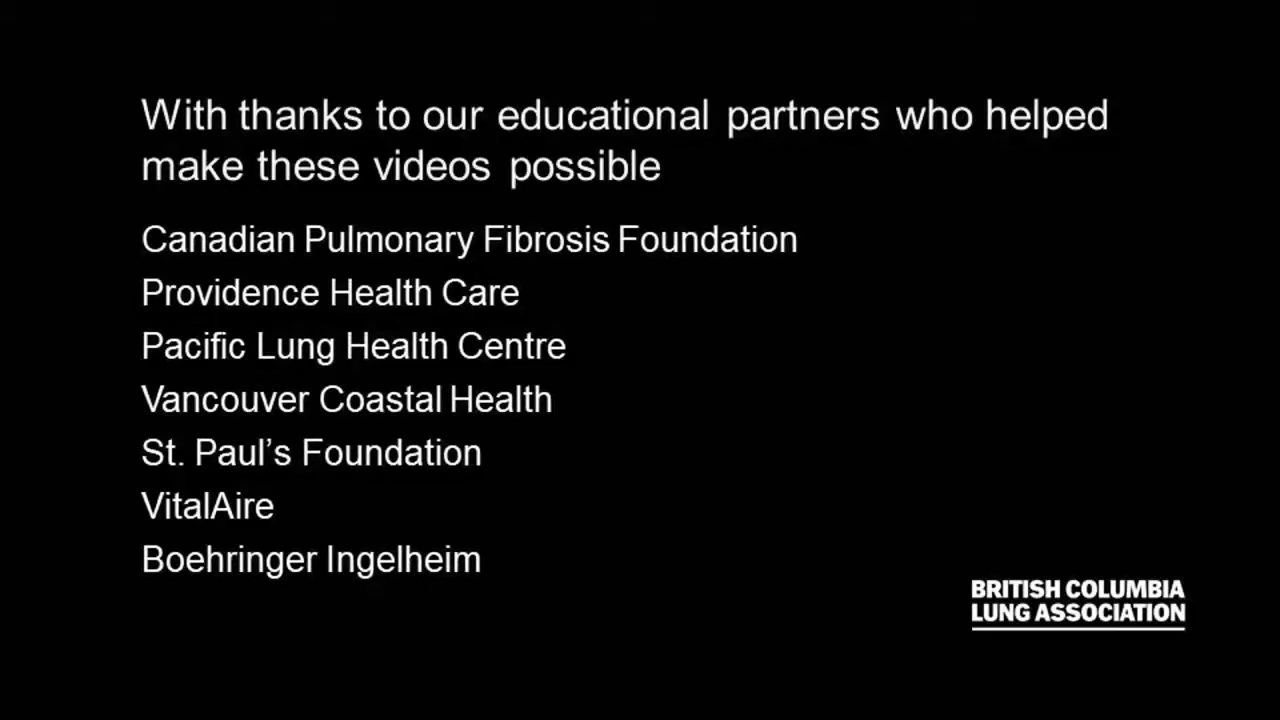 With thanks to our educational partners who helped
make these videos possible
Canadian Pulmonary Fibrosis Foundation
Providence Health Care
Pacific Lung Health Centre
Vancouver Coastal Health
St. Paul’s Foundation
VitalAire
Boehringer Ingelheim
BRITISH COLUMBIA
LUNG ASSOCIATION